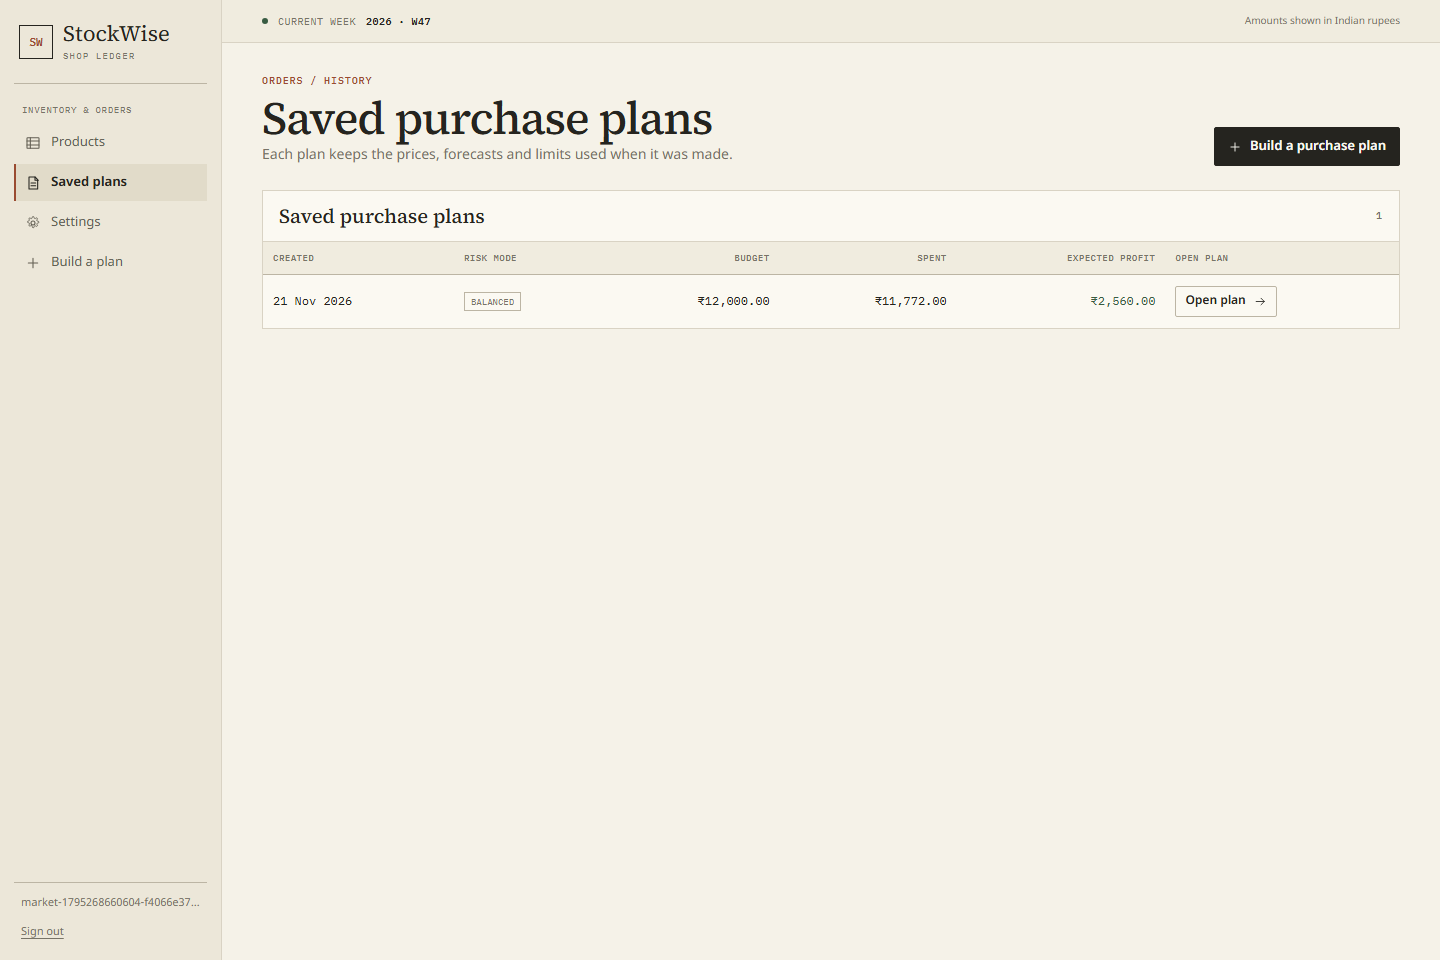 SW
StockWise
SHOP LEDGER
INVENTORY & ORDERS
Products
Saved plans
Settings
Build a plan
market-1795268660604-f4066e37...
Sign out
CURRENT WEEK 2026 · W47
Amounts shown in Indian rupees
ORDERS / HISTORY
Saved purchase plans
Each plan keeps the prices, forecasts and limits used when it was made.
Build a purchase plan
Saved purchase plans 1
CREATED RISK MODE BUDGET SPENT EXPECTED PROFIT OPEN PLAN
21 Nov 2026 BALANCED ₹12,000.00 ₹11,772.00 ₹2,560.00 Open plan →